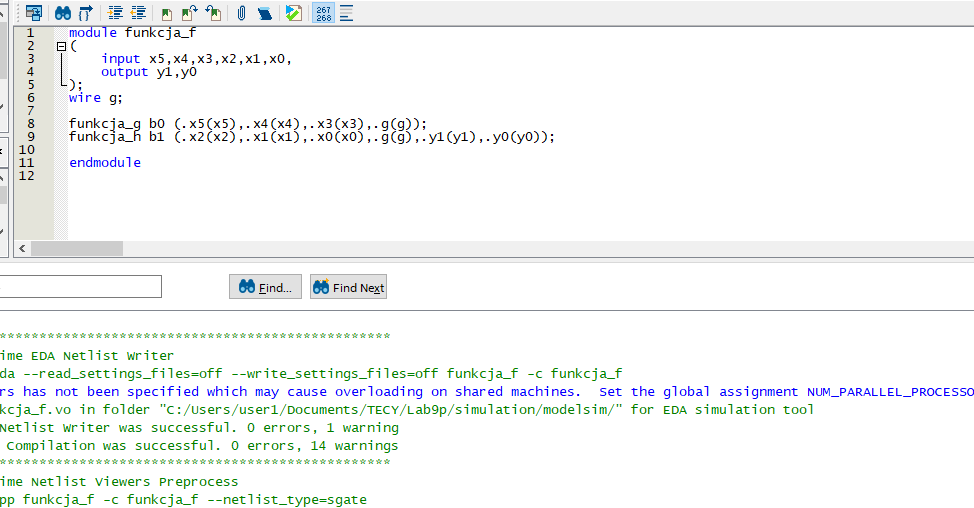 267
268
1 module funkcja_f
2 (
3 input x5,x4,x3,x2,x1,x0,
4 output y1,y0
5 );
6 wire g;
7
8 funkcja_g b0 (.x5(x5),.x4(x4),.x3(x3),.g(g));
9 funkcja_h b1 (.x2(x2),.x1(x1),.x0(x0),.g(g),.y1(y1),.y0(y0));
10
11 endmodule
12
Find... Find Next
*************************************************
ime EDA Netlist Writer
da --read_settings_files=off --write_settings_files=off funkcja_f -c funkcja_f
rs has not been specified which may cause overloading on shared machines.  Set the global assignment NUM_PARALLEL_PROCESSO
kcja_f.vo in folder "C:/Users/user1/Documents/TECY/Lab9p/simulation/modelsim/" for EDA simulation tool
Netlist Writer was successful. 0 errors, 1 warning
Compilation was successful. 0 errors, 14 warnings
*************************************************
ime Netlist Viewers Preprocess
pp funkcja_f -c funkcja_f --netlist_type=sgate